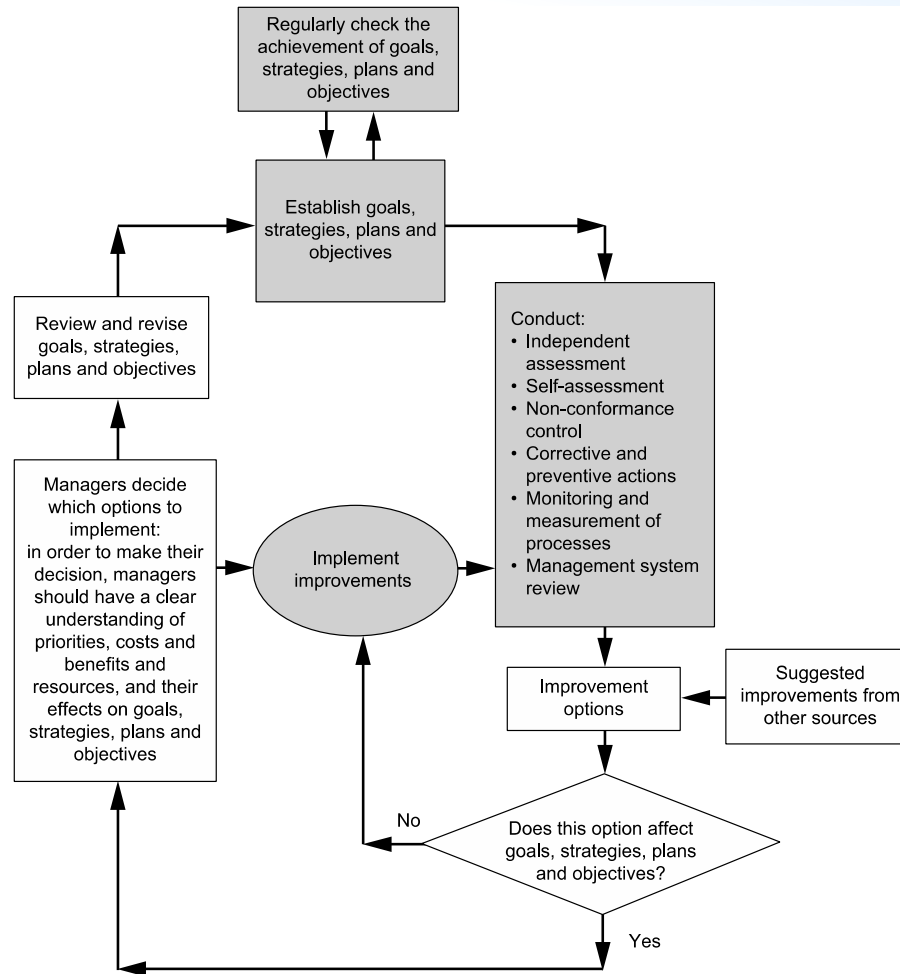 Regularly check the
achievement of goals,
strategies, plans and
objectives
Establish goals,
strategies, plans and
objectives
Review and revise
goals, strategies,
plans and objectives
Conduct:
• Independent
assessment
• Self-assessment
• Non-conformance
control
• Corrective and
preventive actions
• Monitoring and
measurement of
processes
• Management system
review
Managers decide
which options to
implement:
in order to make their
decision, managers
should have a clear
understanding of
priorities, costs and
benefits and
resources, and their
effects on goals,
strategies, plans and
objectives
Implement
improvements
Improvement
options
Suggested
improvements from
other sources
Does this option affect
goals, strategies, plans
and objectives?
No
Yes